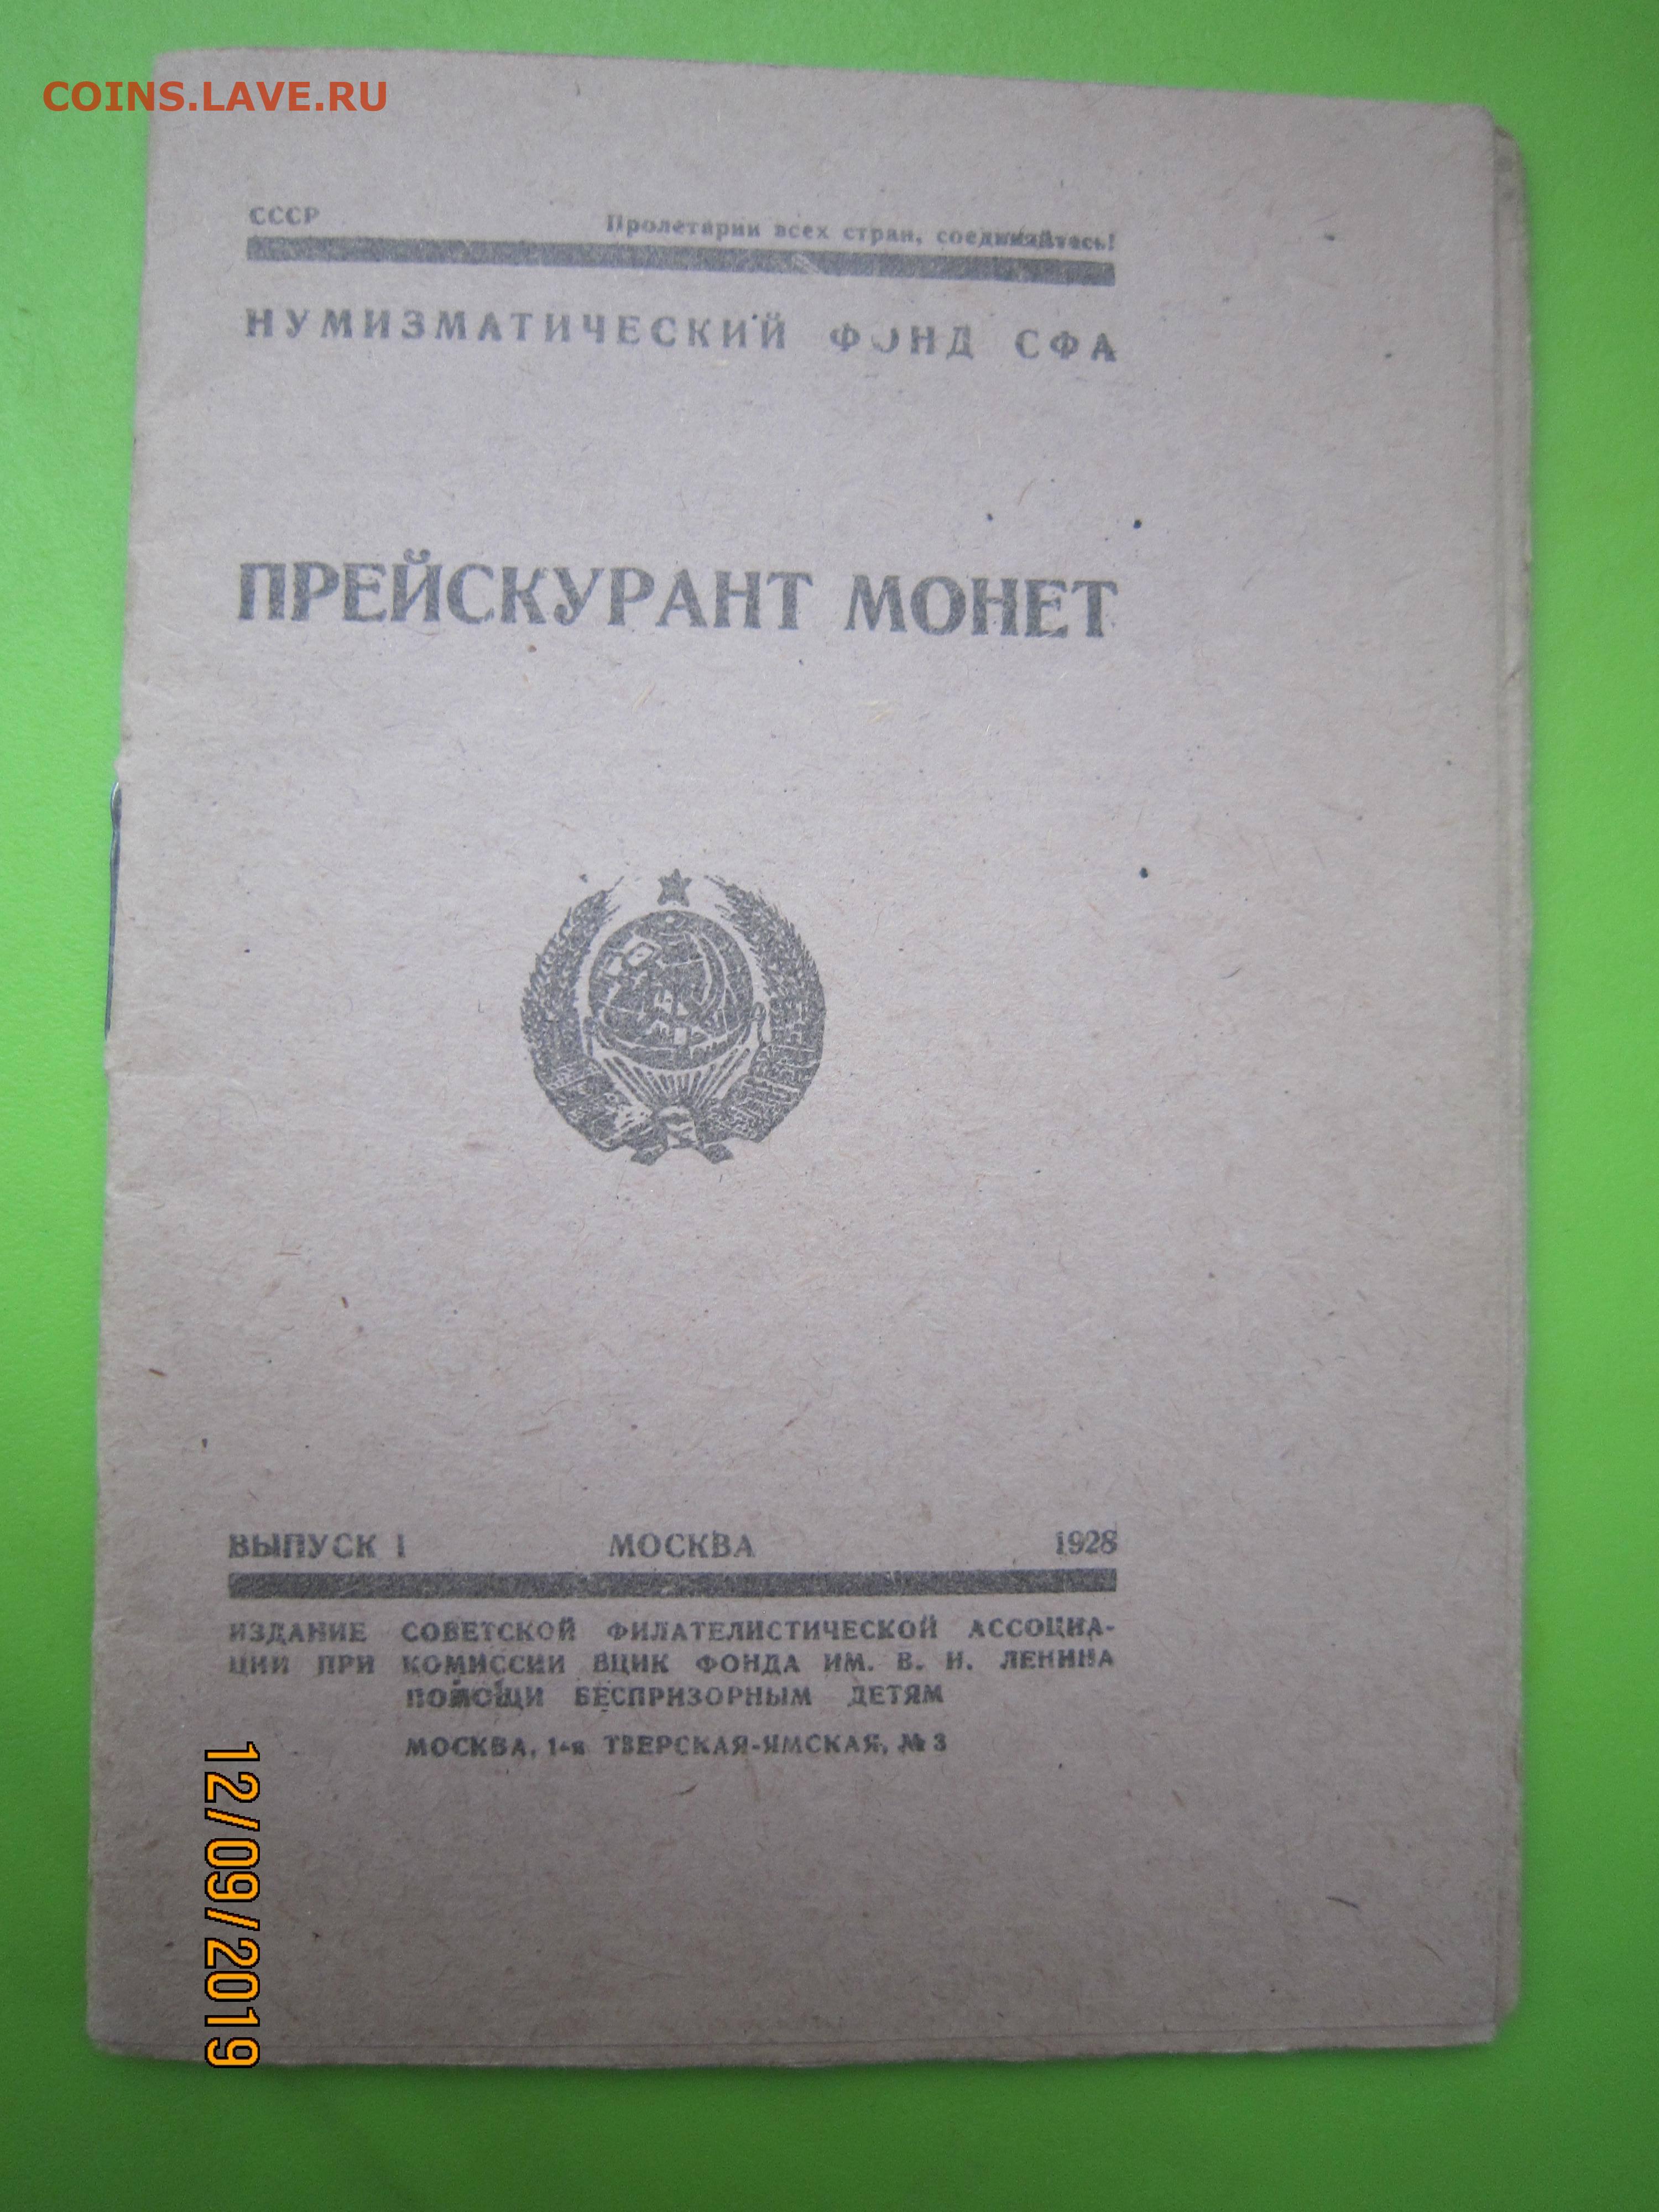 COINS.LAVE.RU
СССР Пролетарии всех стран, соединяйтесь!
НУМИЗМАТИЧЕСКИЙ ФОНД СФА
ПРЕЙСКУРАНТ МОНЕТ
ВЫПУСК I МОСКВА 1928
ИЗДАНИЕ СОВЕТСКОЙ ФИЛАТЕЛИСТИЧЕСКОЙ АССОЦИА-
ЦИИ ПРИ КОМИССИИ ВЦИК ФОНДА ИМ. В. И. ЛЕНИНА
ПОМОЩИ БЕСПРИЗОРНЫМ ДЕТЯМ
МОСКВА, 1-я ТВЕРСКАЯ-ЯМСКАЯ, № 3
12/09/2019